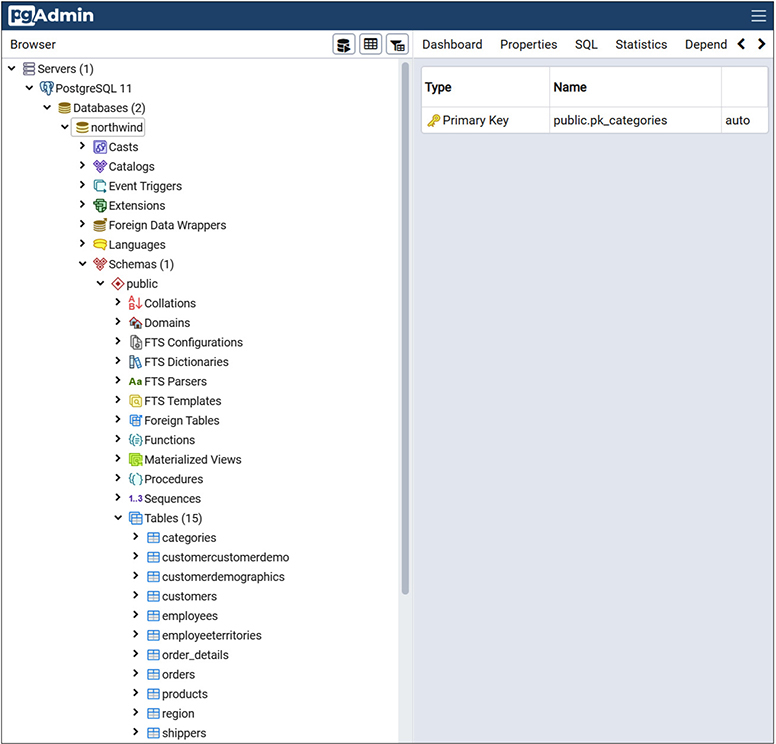 pgAdmin
Browser
Dashboard Properties SQL Statistics Depend
Servers (1)
PostgreSQL 11
Databases (2)
northwind
Casts
Catalogs
Event Triggers
Extensions
Foreign Data Wrappers
Languages
Schemas (1)
public
Collations
Domains
FTS Configurations
FTS Dictionaries
Aa FTS Parsers
FTS Templates
Foreign Tables
Functions
Materialized Views
Procedures
1..3 Sequences
Tables (15)
categories
customercustomerdemo
customerdemographics
customers
employees
employeeterritories
order_details
orders
products
region
shippers
Type Name
Primary Key public.pk_categories auto